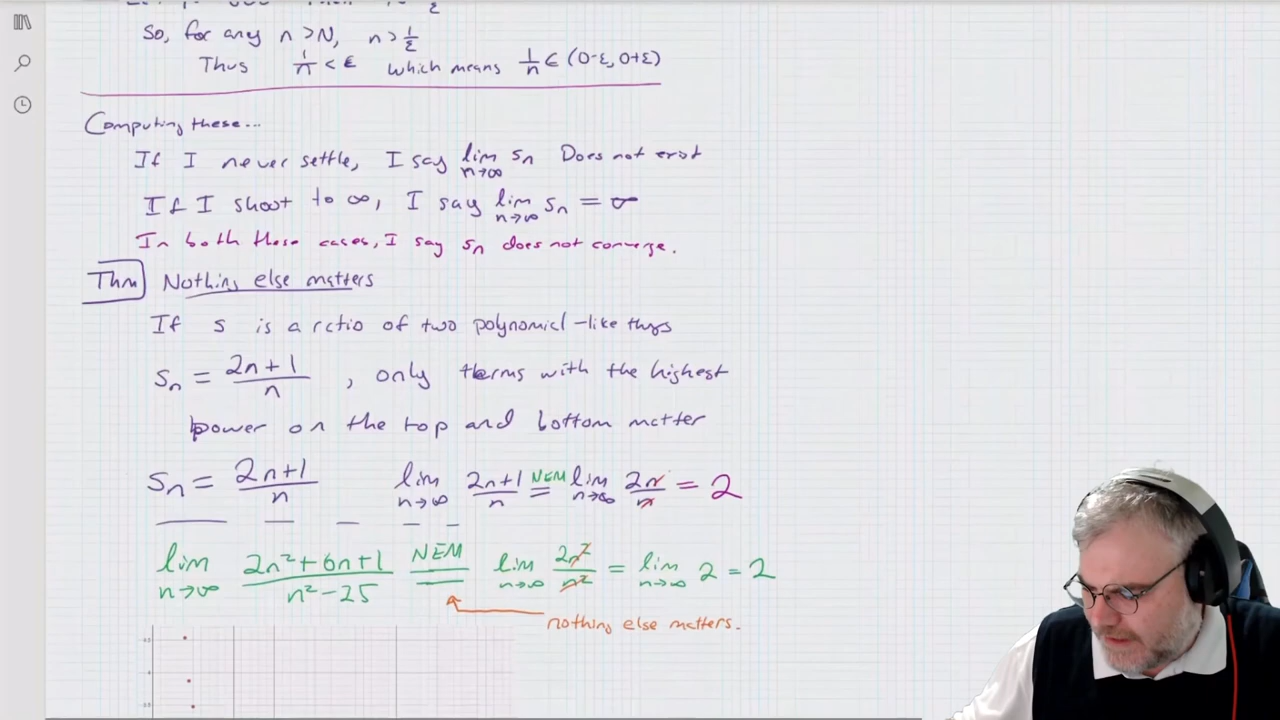 So, for any n > N, n > 1/ε
Thus 1/n < ε which means 1/n ∈ (0-ε, 0+ε)
Computing these...
If I never settle, I say lim n→∞ sn Does not exist
If I shoot to ∞, I say lim n→∞ sn = ∞
In both these cases, I say sn does not converge.
Thm Nothing else matters
If s is a ratio of two polynomial-like thngs
sn = (2n+1)/n , only terms with the highest
power on the top and bottom matter
sn = (2n+1)/n lim n→∞ (2n+1)/n NEM = lim n→∞ 2n/n = 2
lim n→∞ (2n²+6n+1)/(n²-25) NEM = lim n→∞ 2n²/n² = lim n→∞ 2 = 2
nothing else matters.